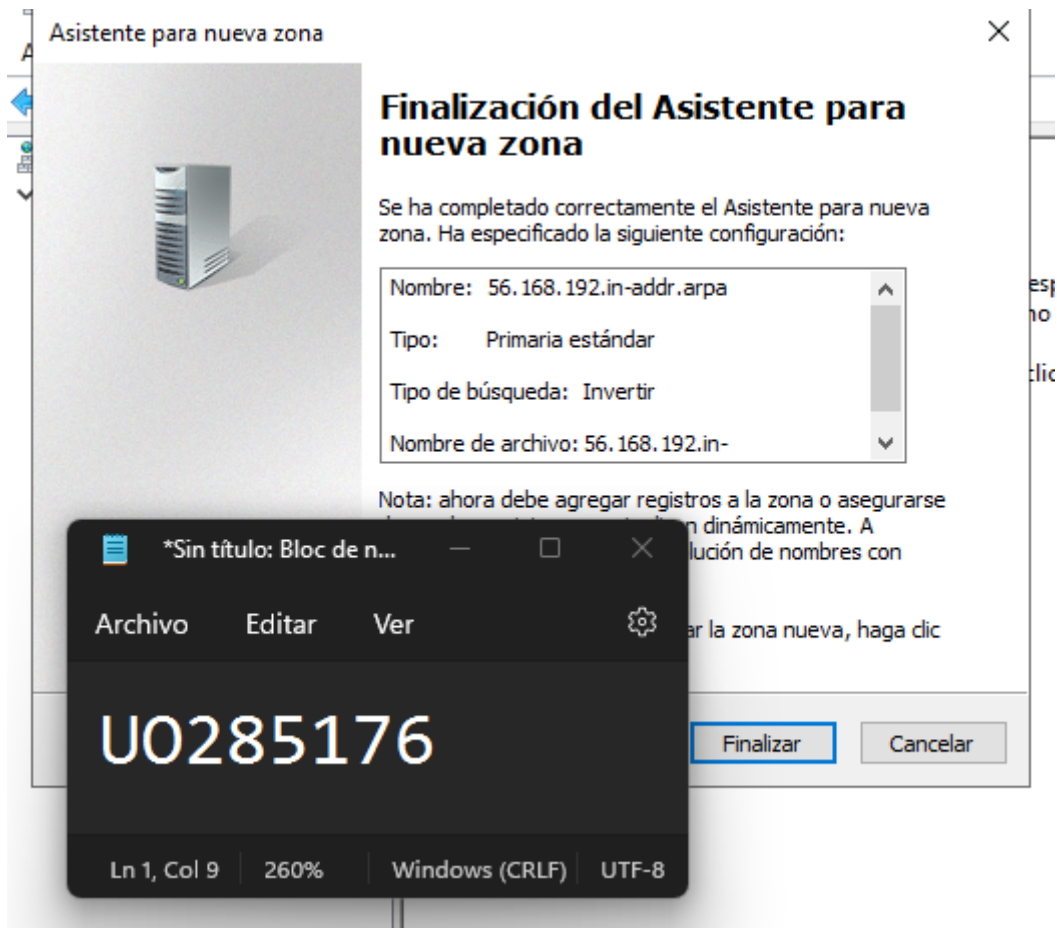 Asistente para nueva zona
Finalización del Asistente para
nueva zona
Se ha completado correctamente el Asistente para nueva
zona. Ha especificado la siguiente configuración:
Nombre: 56.168.192.in-addr.arpa
Tipo: Primaria estándar
Tipo de búsqueda: Invertir
Nombre de archivo: 56.168.192.in-
Nota: ahora debe agregar registros a la zona o asegurarse
dinámicamente. A
nombres con
la zona nueva, haga clic
Finalizar
Cancelar
*Sin título: Bloc de n...
Archivo
Editar
Ver
UO285176
Ln 1, Col 9
260%
Windows (CRLF)
UTF-8